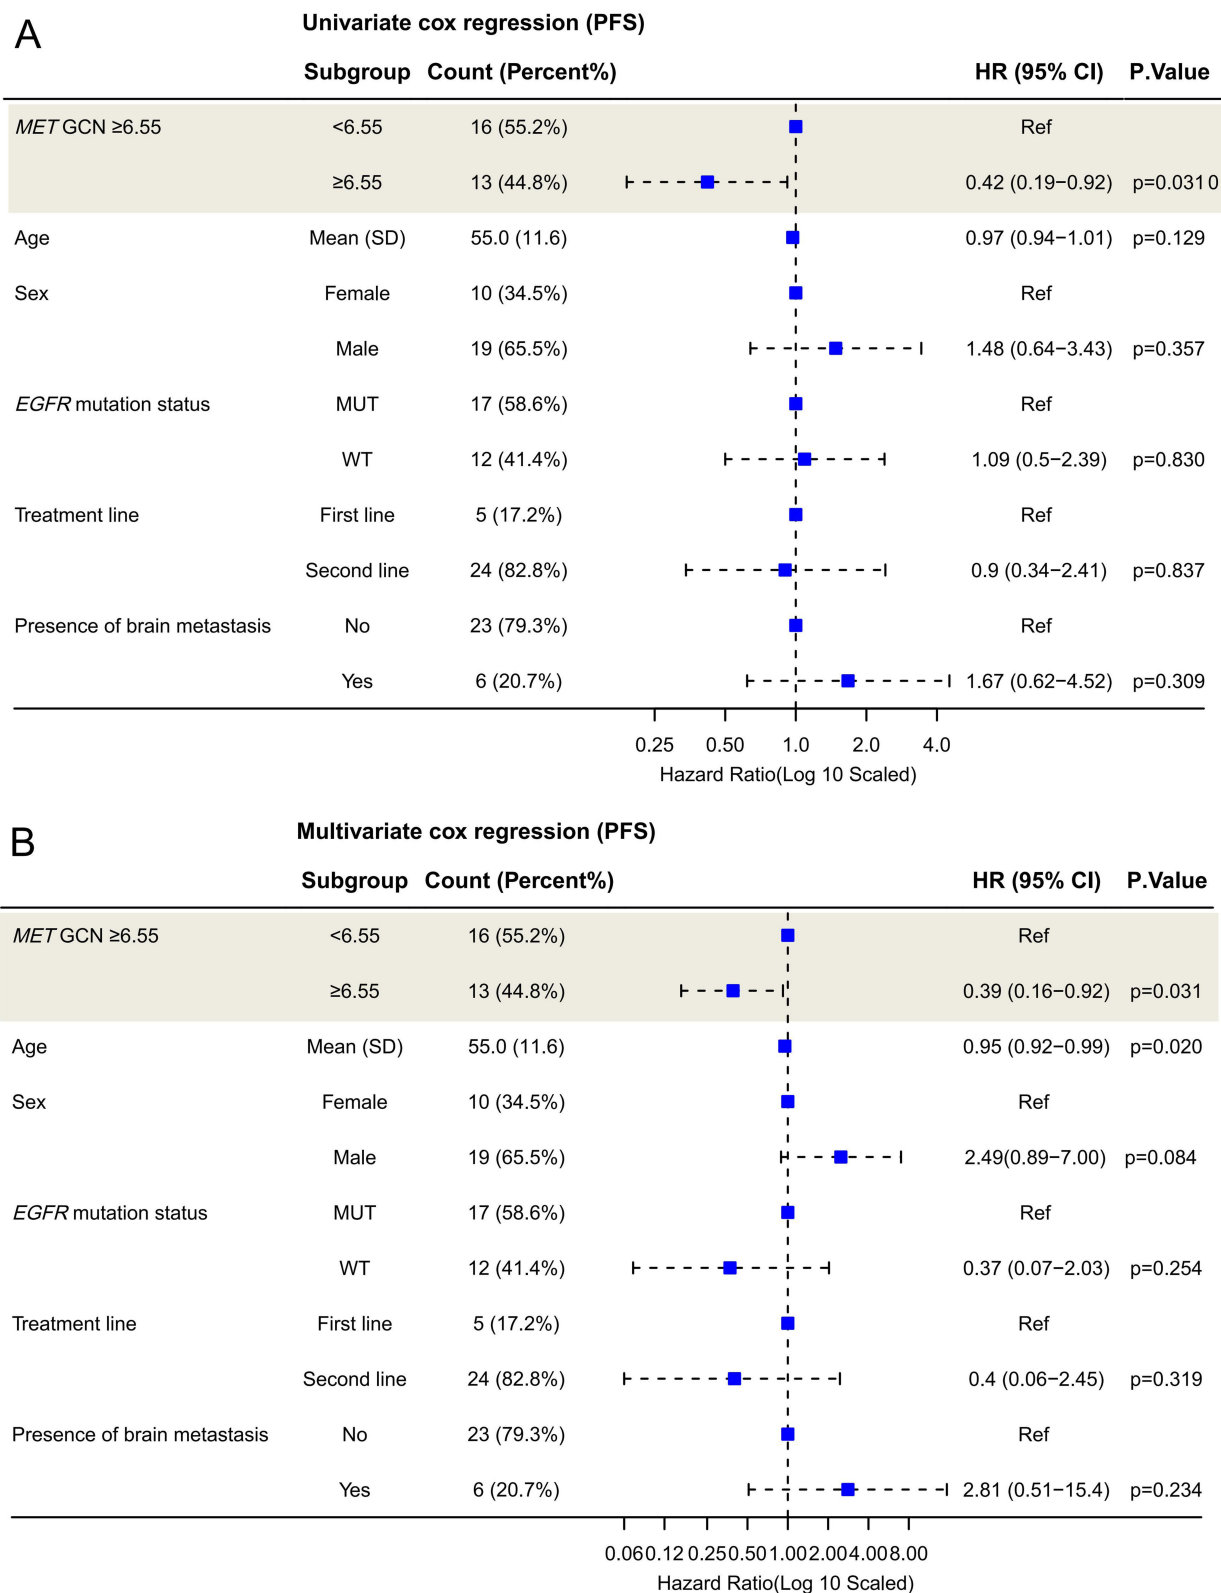 A
Univariate cox regression (PFS)
Subgroup Count (Percent%) HR (95% CI) P.Value
MET GCN ≥6.55 <6.55 16 (55.2%) Ref
≥6.55 13 (44.8%) 0.42 (0.19−0.92) p=0.0310
Age Mean (SD) 55.0 (11.6) 0.97 (0.94−1.01) p=0.129
Sex Female 10 (34.5%) Ref
Male 19 (65.5%) 1.48 (0.64−3.43) p=0.357
EGFR mutation status MUT 17 (58.6%) Ref
WT 12 (41.4%) 1.09 (0.5−2.39) p=0.830
Treatment line First line 5 (17.2%) Ref
Second line 24 (82.8%) 0.9 (0.34−2.41) p=0.837
Presence of brain metastasis No 23 (79.3%) Ref
Yes 6 (20.7%) 1.67 (0.62−4.52) p=0.309
0.25 0.50 1.0 2.0 4.0
Hazard Ratio(Log 10 Scaled)
B
Multivariate cox regression (PFS)
Subgroup Count (Percent%) HR (95% CI) P.Value
MET GCN ≥6.55 <6.55 16 (55.2%) Ref
≥6.55 13 (44.8%) 0.39 (0.16−0.92) p=0.031
Age Mean (SD) 55.0 (11.6) 0.95 (0.92−0.99) p=0.020
Sex Female 10 (34.5%) Ref
Male 19 (65.5%) 2.49(0.89−7.00) p=0.084
EGFR mutation status MUT 17 (58.6%) Ref
WT 12 (41.4%) 0.37 (0.07−2.03) p=0.254
Treatment line First line 5 (17.2%) Ref
Second line 24 (82.8%) 0.4 (0.06−2.45) p=0.319
Presence of brain metastasis No 23 (79.3%) Ref
Yes 6 (20.7%) 2.81 (0.51−15.4) p=0.234
0.06 0.12 0.25 0.50 1.00 2.00 4.00 8.00
Hazard Ratio(Log 10 Scaled)